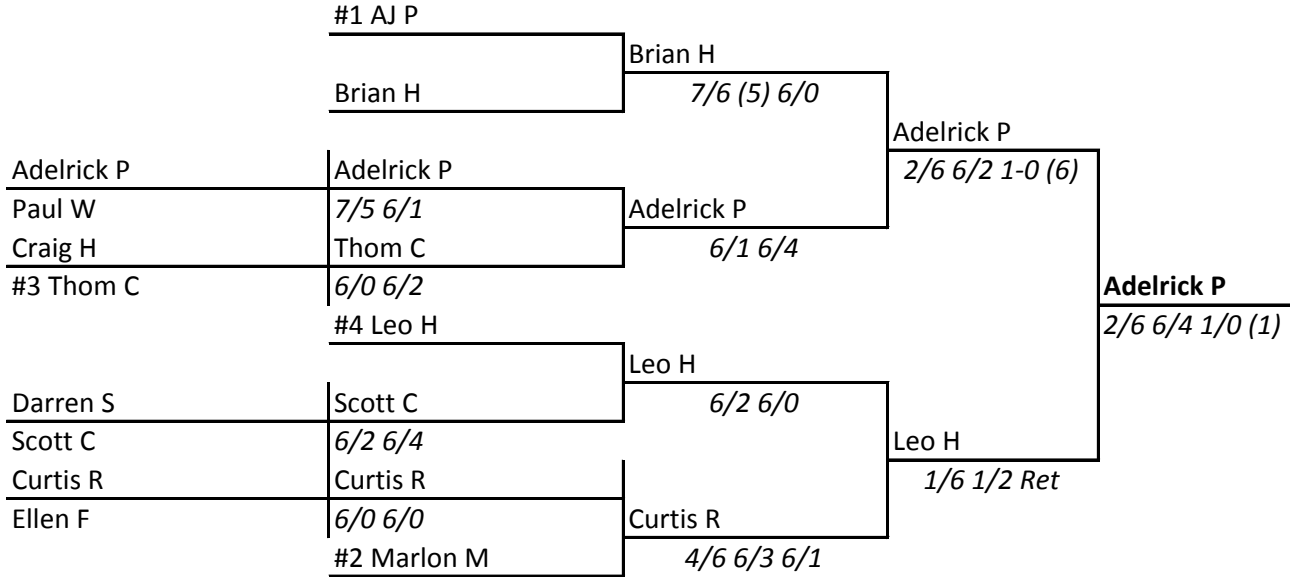 #1 AJ P
Brian H
Brian H 7/6 (5) 6/0
Adelrick P
Adelrick P Adelrick P 2/6 6/2 1-0 (6)
Paul W 7/5 6/1 Adelrick P
Craig H Thom C 6/1 6/4
#3 Thom C 6/0 6/2 Adelrick P
#4 Leo H 2/6 6/4 1/0 (1)
Leo H
Darren S Scott C 6/2 6/0
Scott C 6/2 6/4 Leo H
Curtis R Curtis R 1/6 1/2 Ret
Ellen F 6/0 6/0 Curtis R
#2 Marlon M 4/6 6/3 6/1